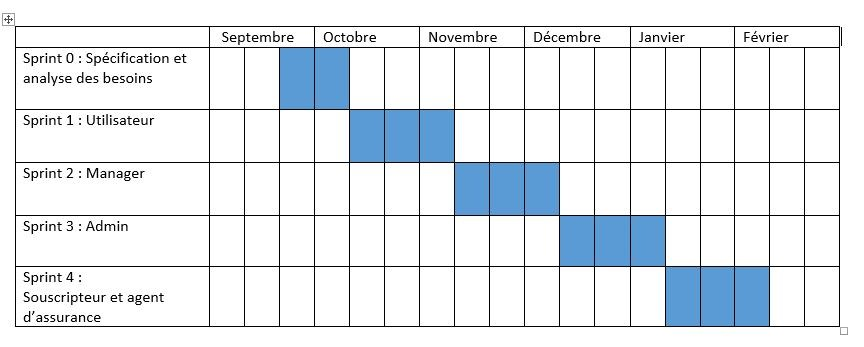 Septembre Octobre Novembre Décembre Janvier Février
Sprint 0 : Spécification et
analyse des besoins
Sprint 1 : Utilisateur
Sprint 2 : Manager
Sprint 3 : Admin
Sprint 4 :
Souscripteur et agent
d’assurance